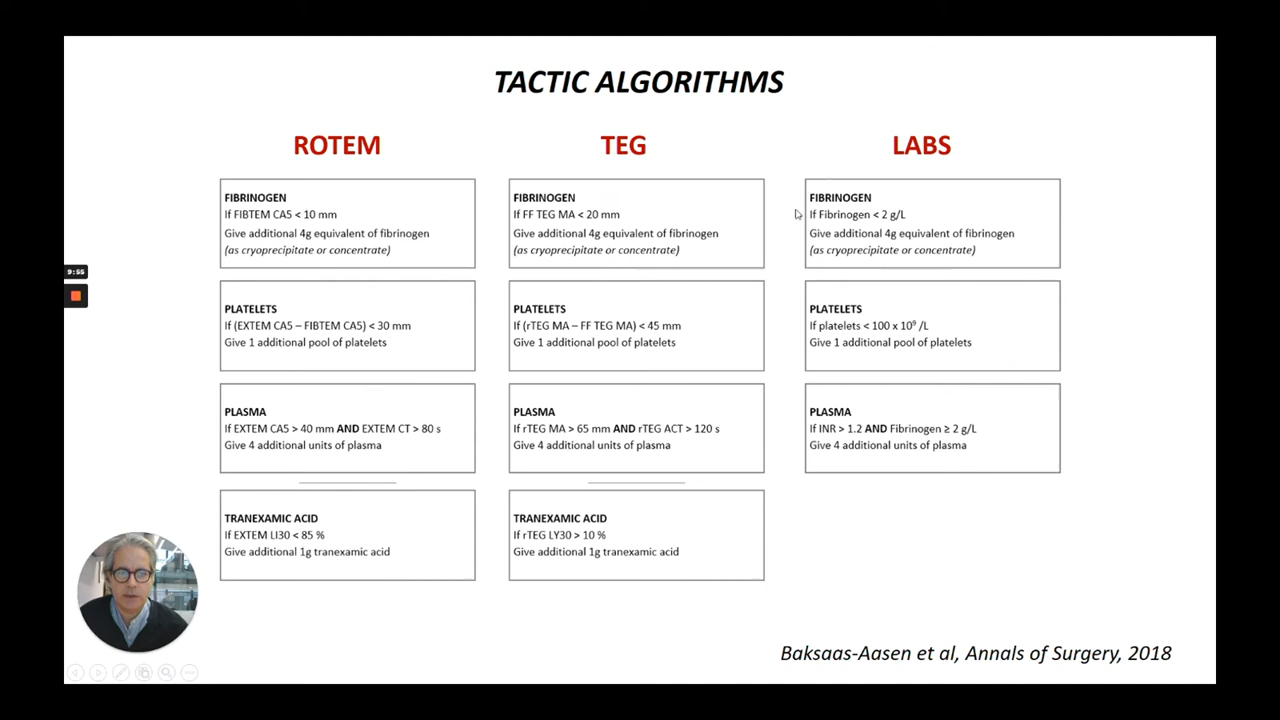 TACTIC ALGORITHMS
ROTEM
FIBRINOGEN
If FIBTEM CA5 < 10 mm
Give additional 4g equivalent of fibrinogen
(as cryoprecipitate or concentrate)
PLATELETS
If (EXTEM CA5 – FIBTEM CA5) < 30 mm
Give 1 additional pool of platelets
PLASMA
If EXTEM CA5 > 40 mm AND EXTEM CT > 80 s
Give 4 additional units of plasma
TRANEXAMIC ACID
If EXTEM LI30 < 85 %
Give additional 1g tranexamic acid
TEG
FIBRINOGEN
If FF TEG MA < 20 mm
Give additional 4g equivalent of fibrinogen
(as cryoprecipitate or concentrate)
PLATELETS
If (rTEG MA – FF TEG MA) < 45 mm
Give 1 additional pool of platelets
PLASMA
If rTEG MA > 65 mm AND rTEG ACT > 120 s
Give 4 additional units of plasma
TRANEXAMIC ACID
If rTEG LY30 > 10 %
Give additional 1g tranexamic acid
LABS
FIBRINOGEN
If Fibrinogen < 2 g/L
Give additional 4g equivalent of fibrinogen
(as cryoprecipitate or concentrate)
PLATELETS
If platelets < 100 x 10⁹ /L
Give 1 additional pool of platelets
PLASMA
If INR > 1.2 AND Fibrinogen ≥ 2 g/L
Give 4 additional units of plasma
9:55
Baksaas-Aasen et al, Annals of Surgery, 2018